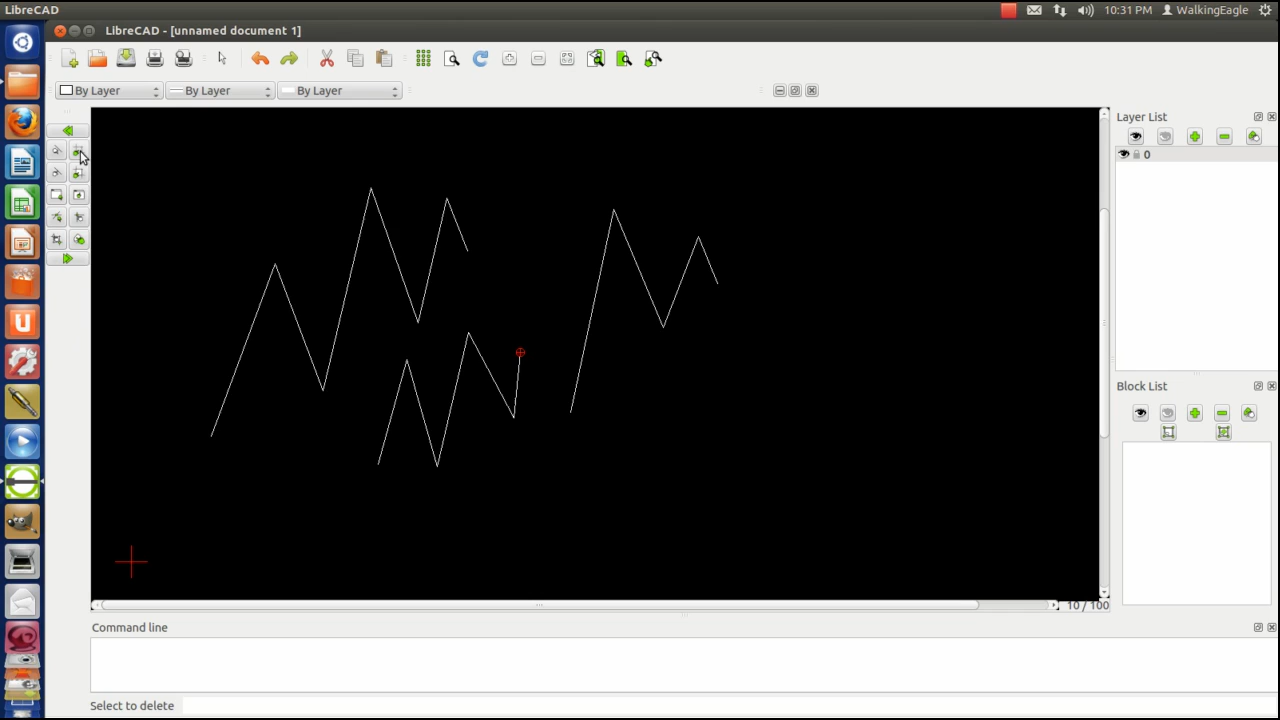 LibreCAD
10:31 PM
WalkingEagle
LibreCAD - [unnamed document 1]
By Layer
By Layer
By Layer
Layer List
0
Block List
10 / 100
Command line
Select to delete